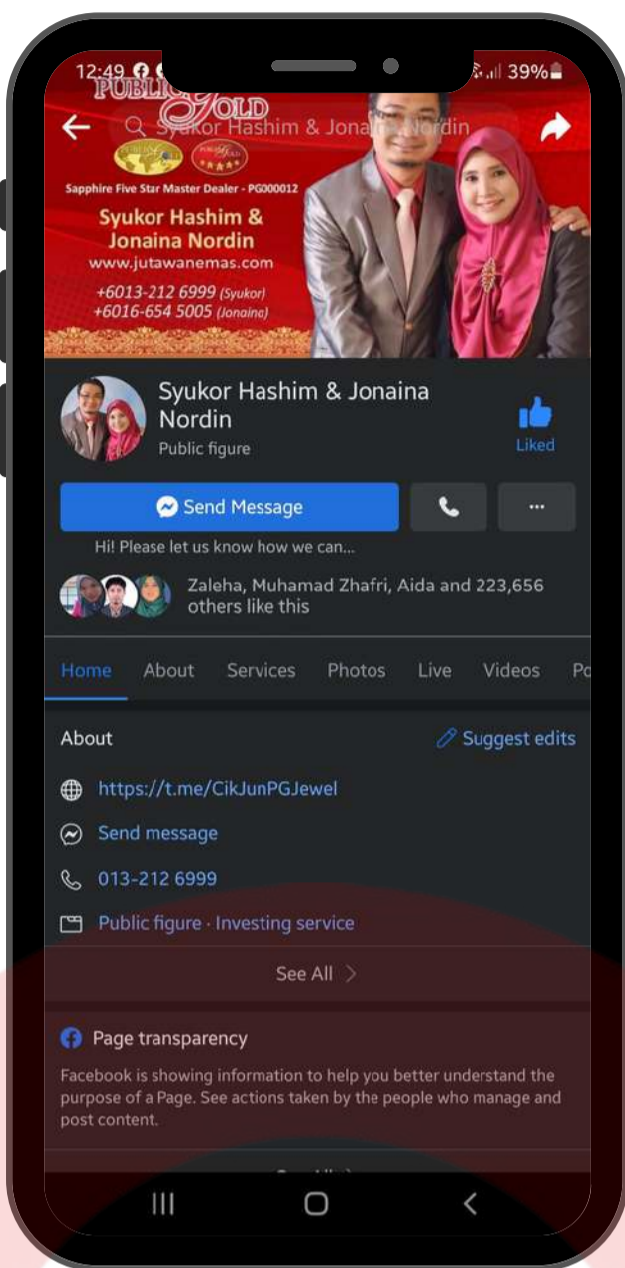 12:49
39%
PUBLIC GOLD
Syukor Hashim & Jonaina Nordin
Sapphire Five Star Master Dealer - PG000012
Syukor Hashim &
Jonaina Nordin
www.jutawanemas.com
+6013-212 6999 (Syukor)
+6016-654 5005 (Jonaina)
Syukor Hashim & Jonaina
Nordin
Public figure
Liked
Send Message
Hi! Please let us know how we can...
Zaleha, Muhamad Zhafri, Aida and 223,656
others like this
Home About Services Photos Live Videos Po
About
Suggest edits
https://t.me/CikJunPGJewel
Send message
013-212 6999
Public figure · Investing service
See All
Page transparency
Facebook is showing information to help you better understand the
purpose of a Page. See actions taken by the people who manage and
post content.